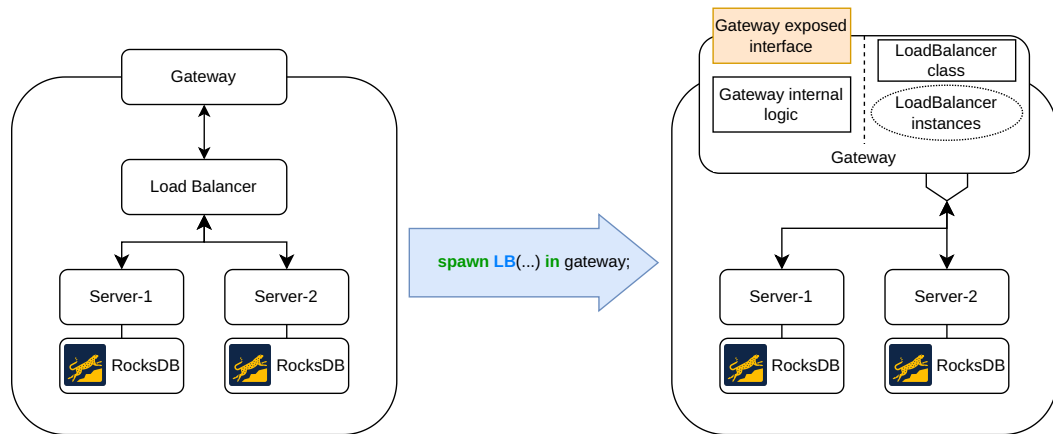 Gateway
Load Balancer
Server-1
Server-2
RocksDB
RocksDB
spawn LB(...) in gateway;
Gateway exposed
interface
LoadBalancer
class
Gateway internal
logic
LoadBalancer
instances
Gateway
Server-1
Server-2
RocksDB
RocksDB